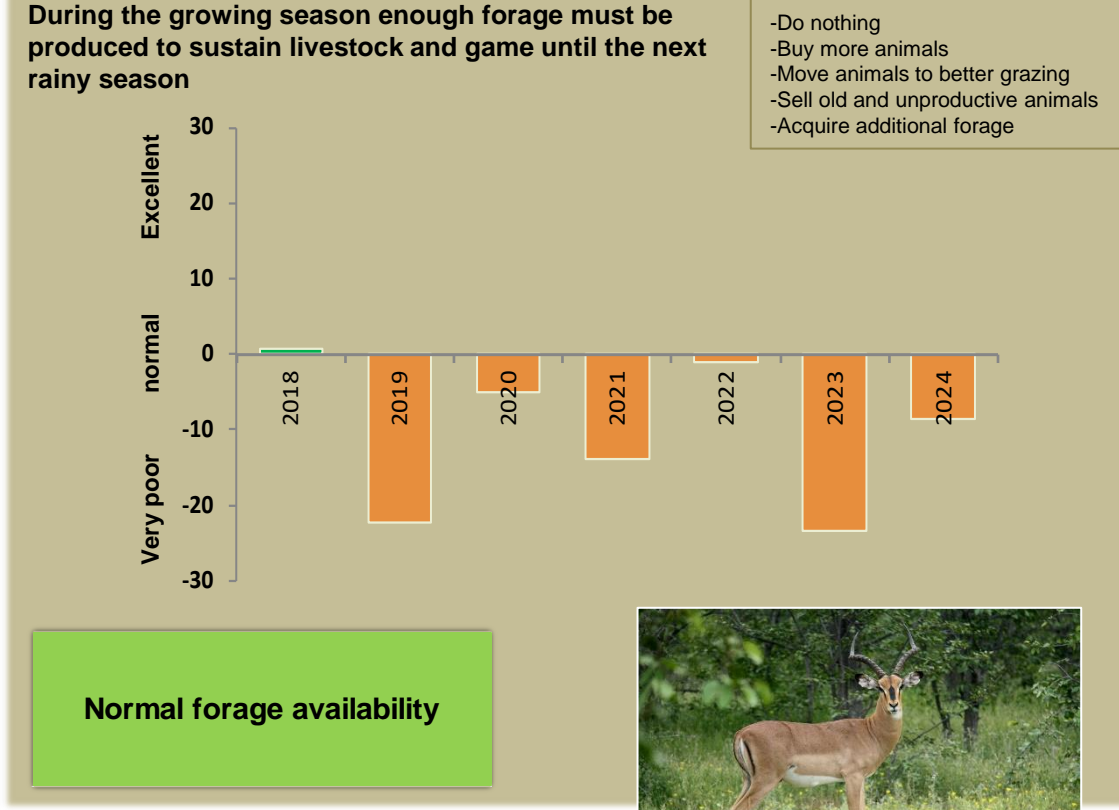 During the growing season enough forage must be
produced to sustain livestock and game until the next
rainy season
-Do nothing
-Buy more animals
-Move animals to better grazing
-Sell old and unproductive animals
-Acquire additional forage
30
20
10
0
-10
-20
-30
Excellent
normal
Very poor
2018
2019
2020
2021
2022
2023
2024
Normal forage availability